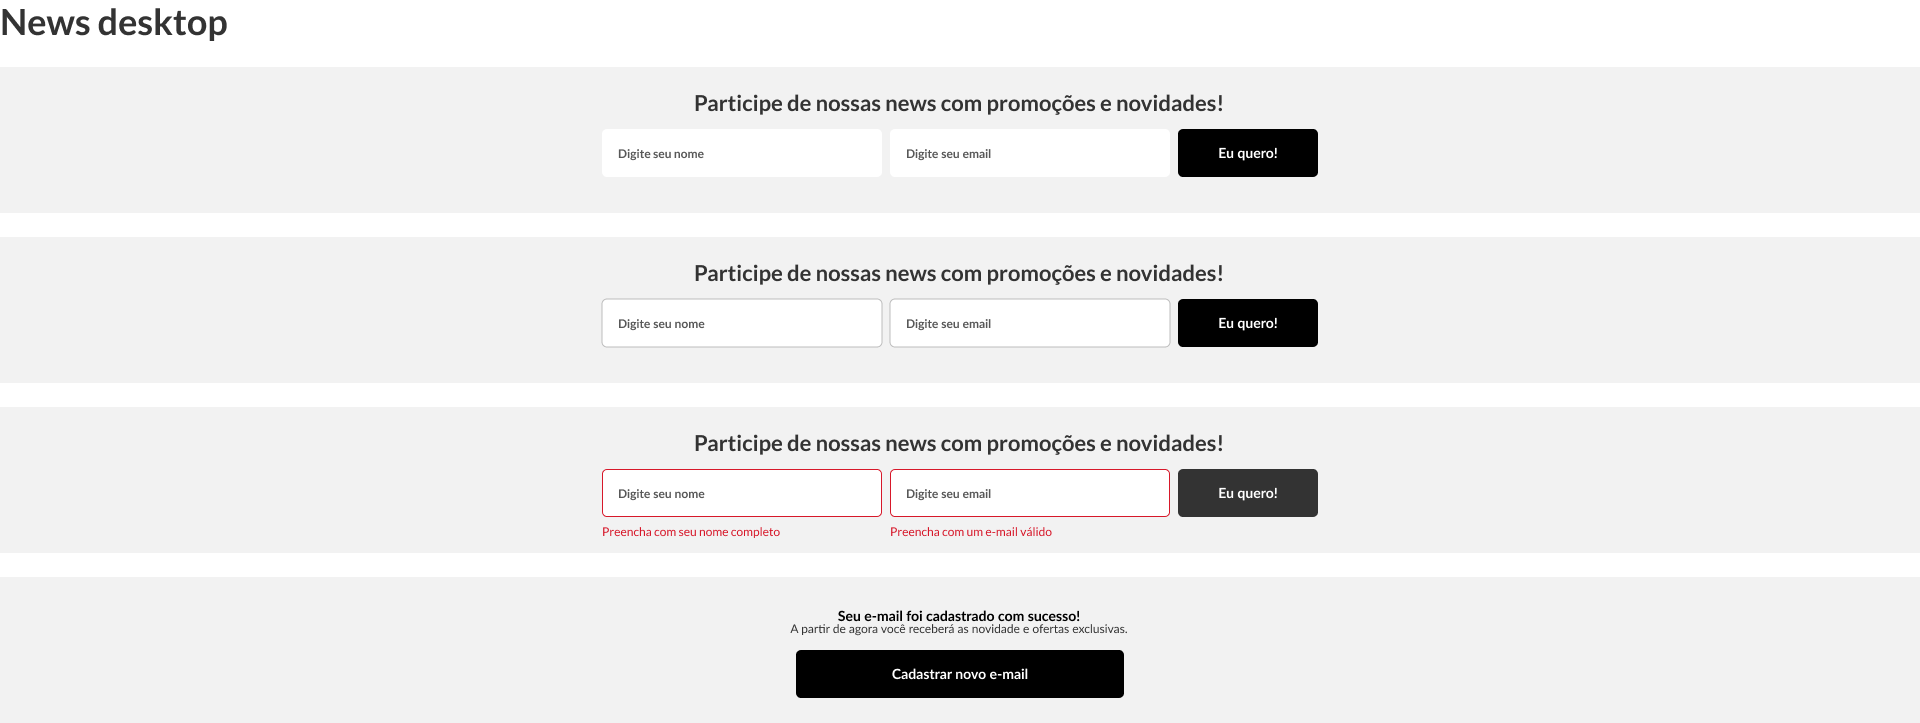 News desktop
Participe de nossas news com promoções e novidades!
Digite seu nome
Digite seu email
Eu quero!
Participe de nossas news com promoções e novidades!
Digite seu nome
Digite seu email
Eu quero!
Participe de nossas news com promoções e novidades!
Digite seu nome
Digite seu email
Eu quero!
Preencha com seu nome completo
Preencha com um e-mail válido
Seu e-mail foi cadastrado com sucesso!
A partir de agora você receberá as novidade e ofertas exclusivas.
Cadastrar novo e-mail